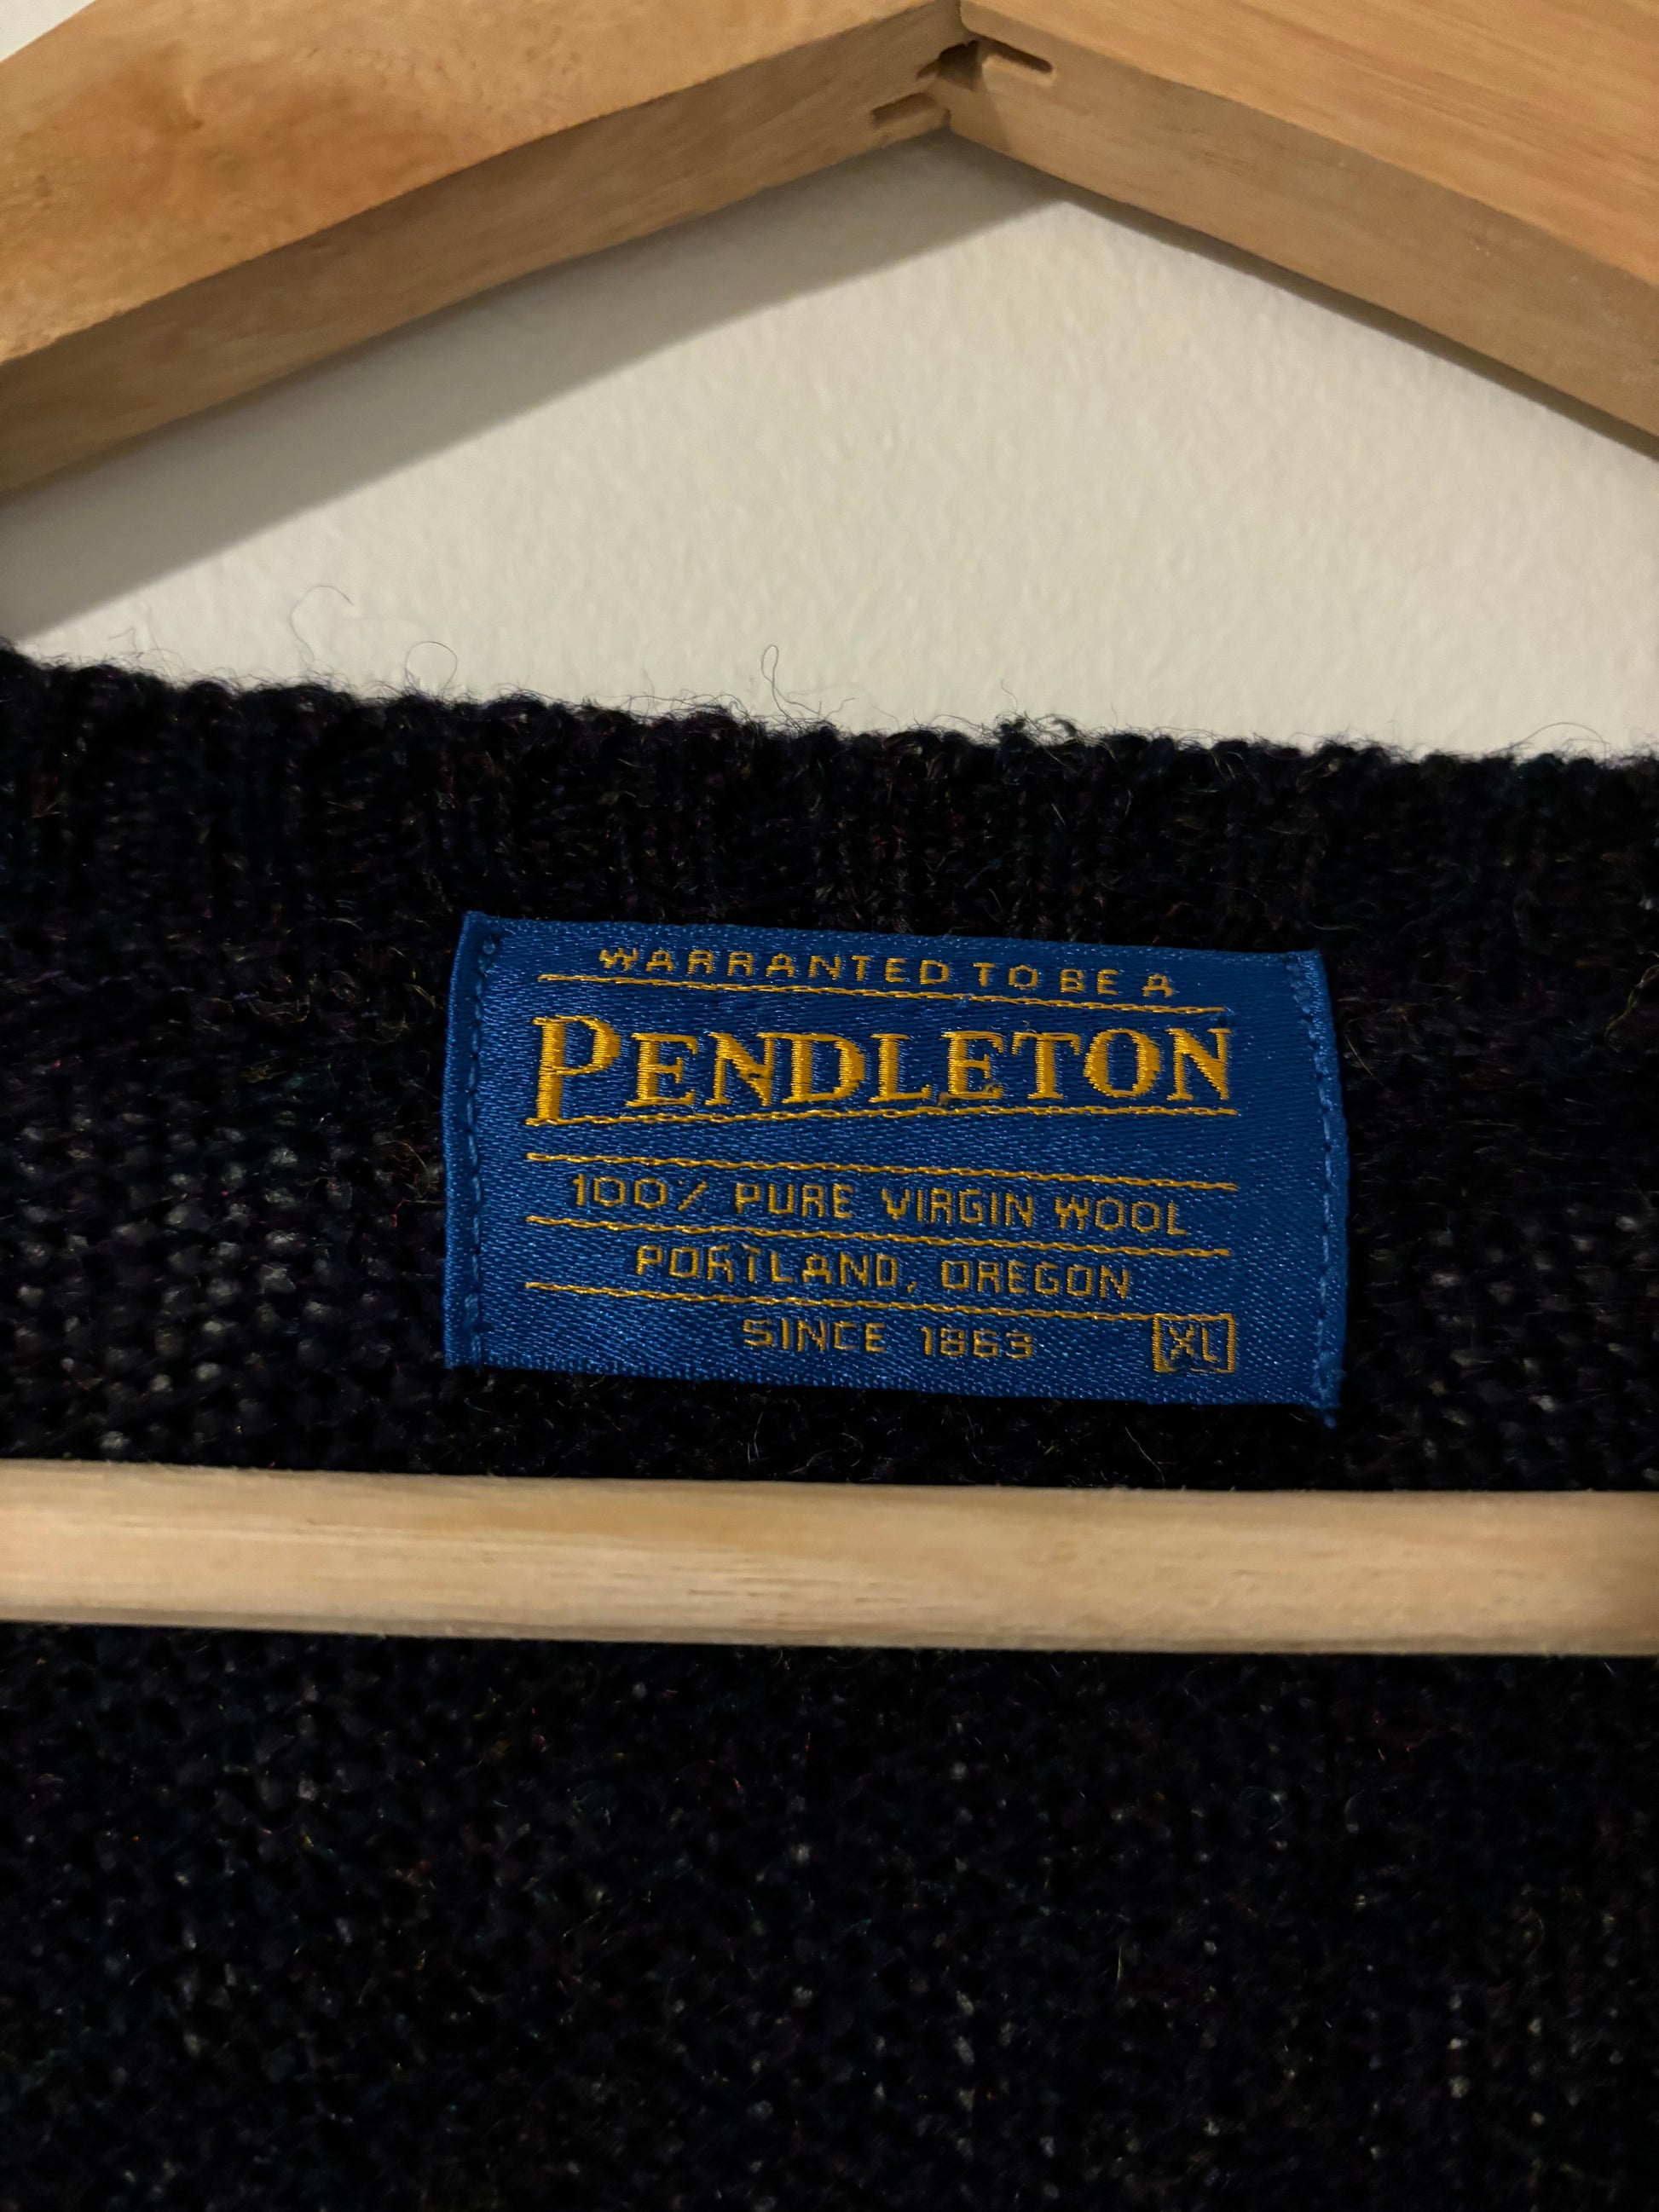 WARRANTED TO BE A
PENDLETON
100% PURE VIRGIN WOOL
PORTLAND, OREGON
SINCE 1863 XL